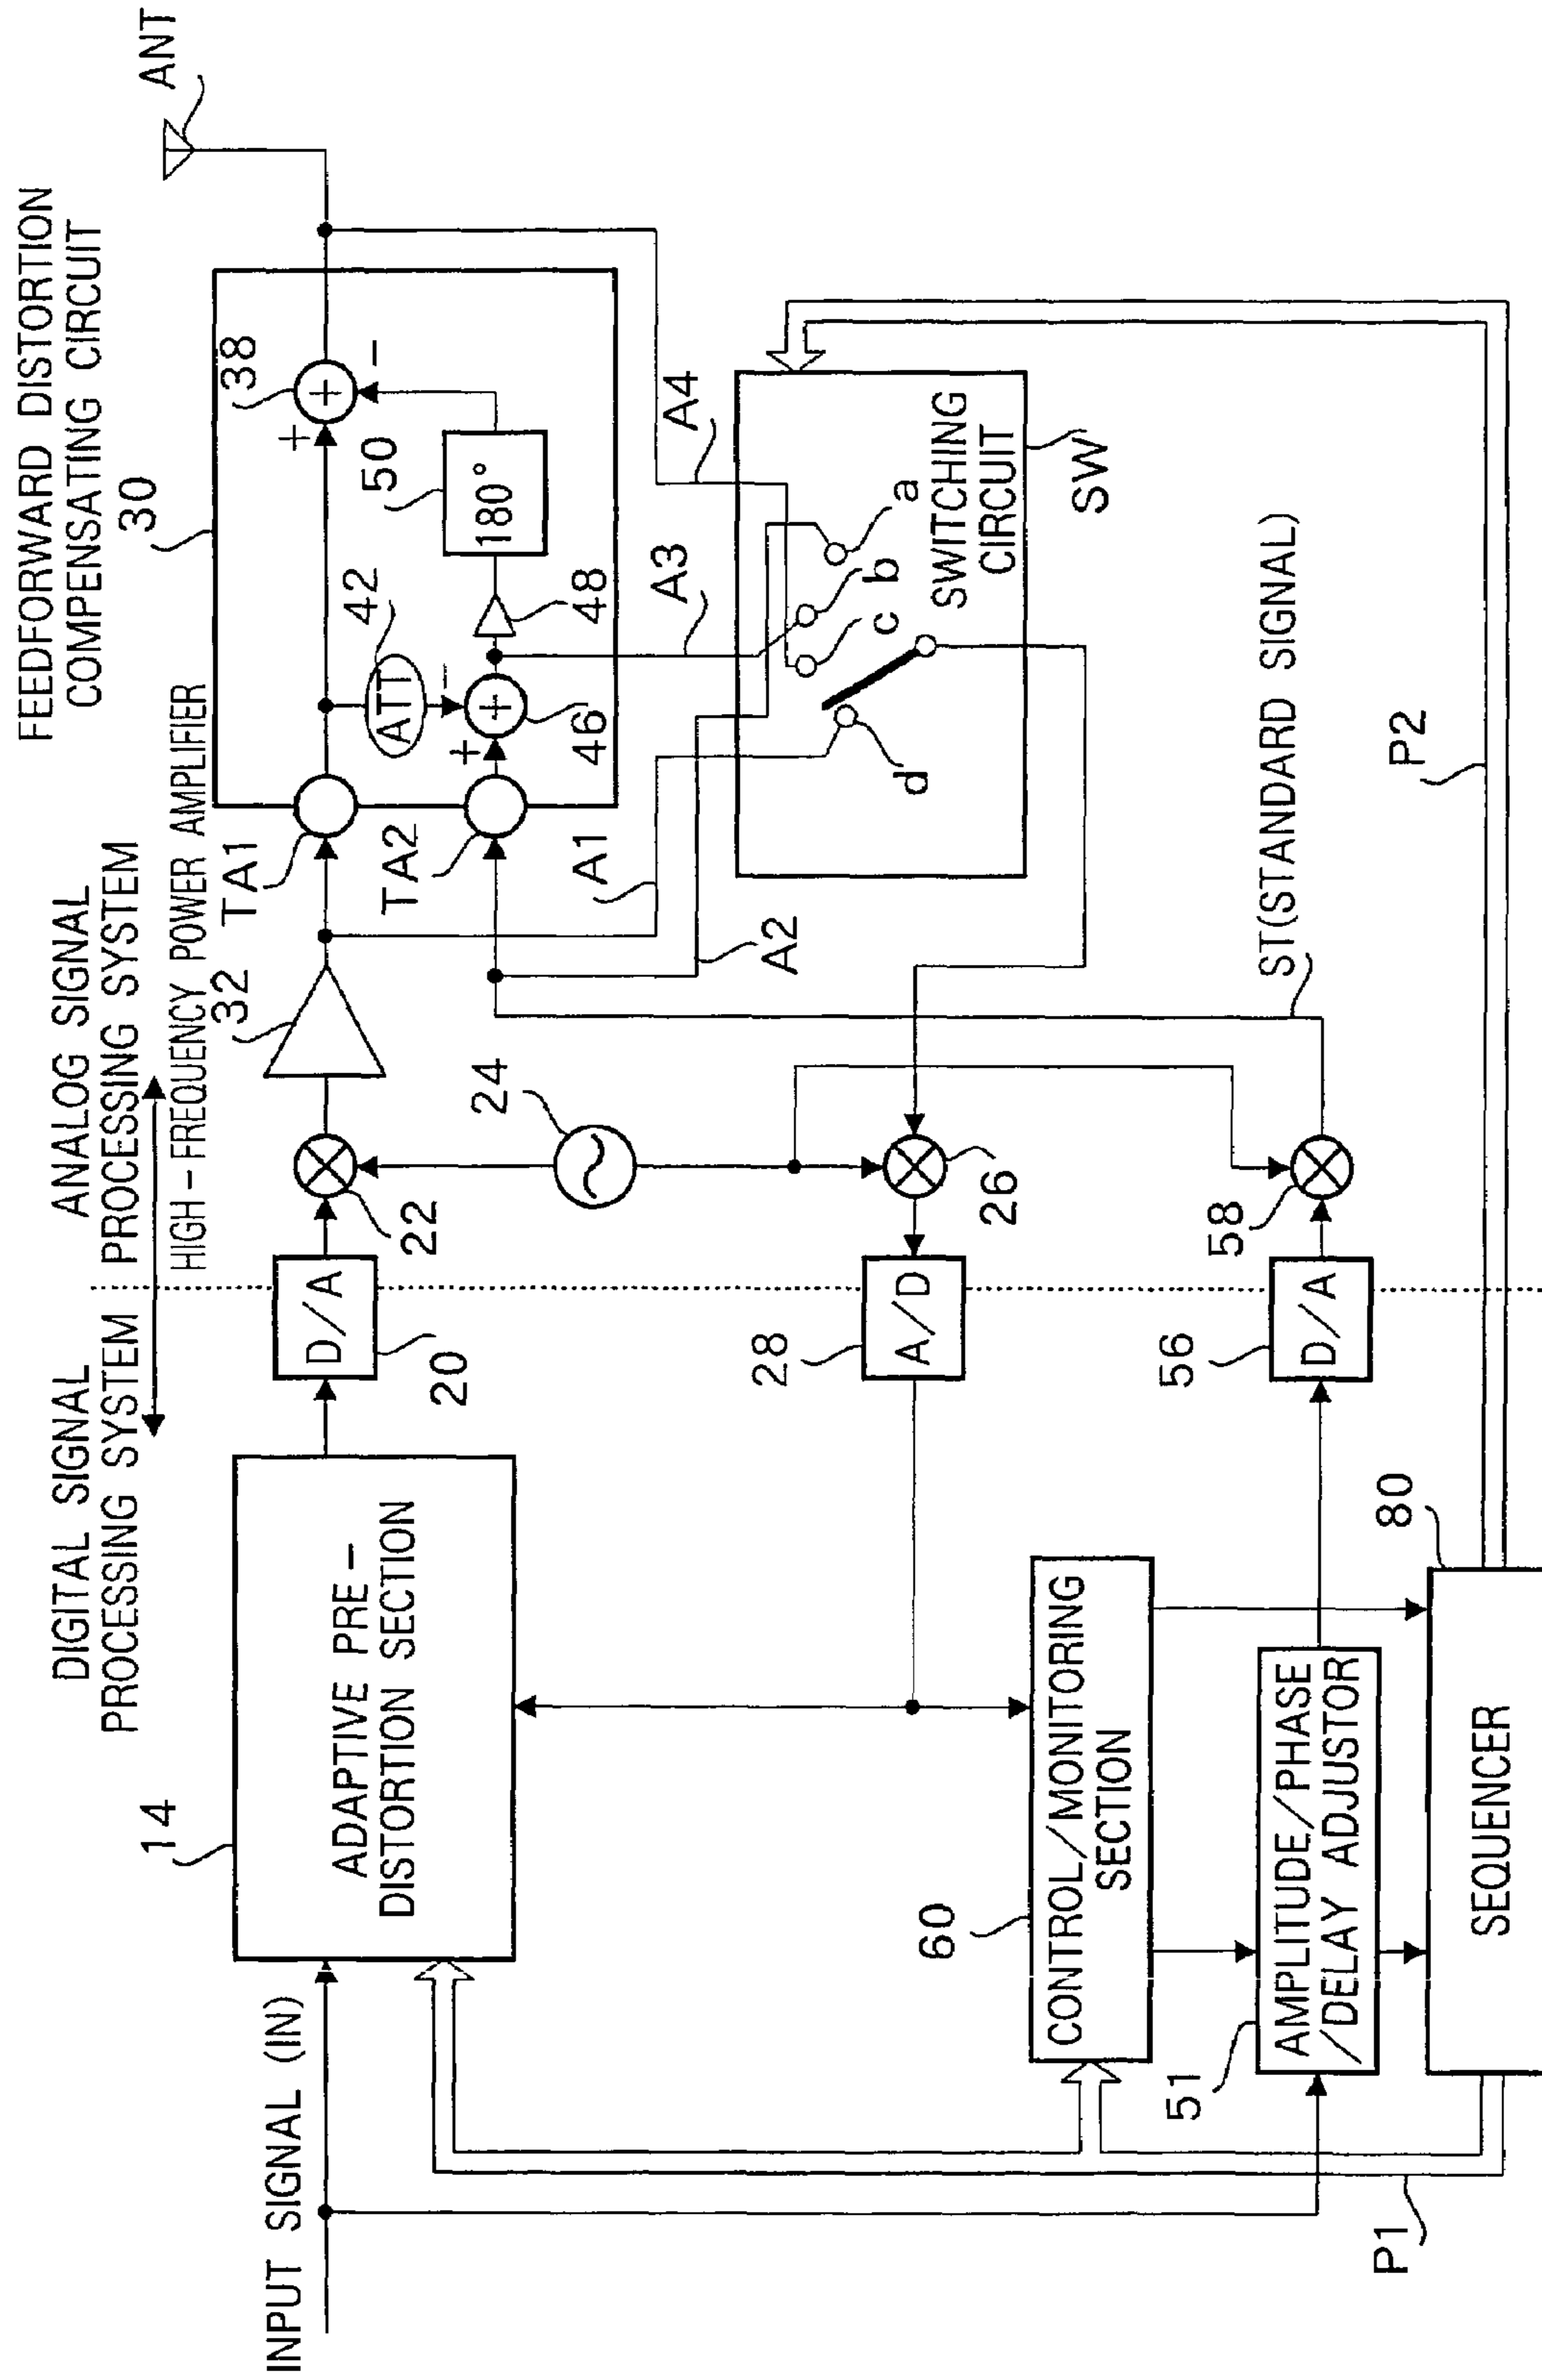 FEEDFORWARD DISTORTION
COMPENSATING CIRCUIT
ANT
30
38
+
+
-
50
180°
42
ATT
-
48
+
+
46
TA1
TA2
DIGITAL SIGNAL
PROCESSING SYSTEM
ANALOG SIGNAL
PROCESSING SYSTEM
HIGH-FREQUENCY POWER AMPLIFIER
32
A1
A2
A3
A4
a
b
c
d
SWITCHING
CIRCUIT
SW
24
22
26
58
D/A
20
A/D
28
D/A
56
ST(STANDARD SIGNAL)
P2
14
ADAPTIVE PRE-
DISTORTION SECTION
INPUT SIGNAL (IN)
60
CONTROL/MONITORING
SECTION
51
AMPLITUDE/PHASE
/DELAY ADJUSTOR
80
SEQUENCER
P1